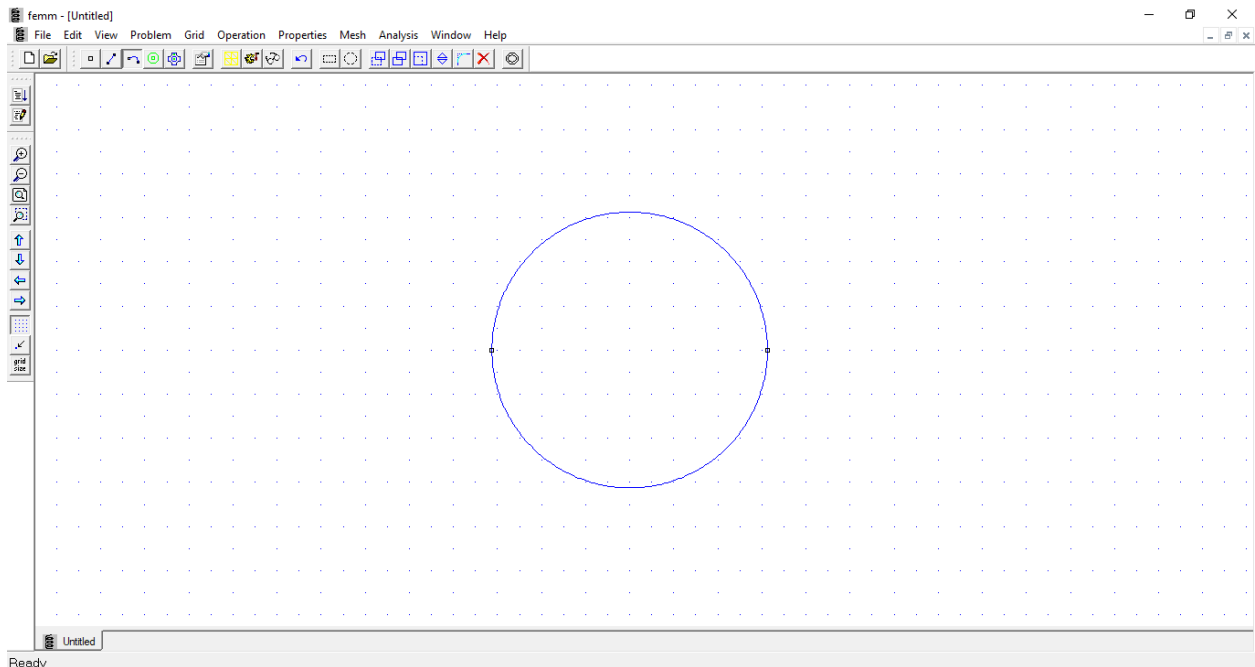 femm - [Untitled]
File Edit View Problem Grid Operation Properties Mesh Analysis Window Help
grid
size
Untitled
Ready